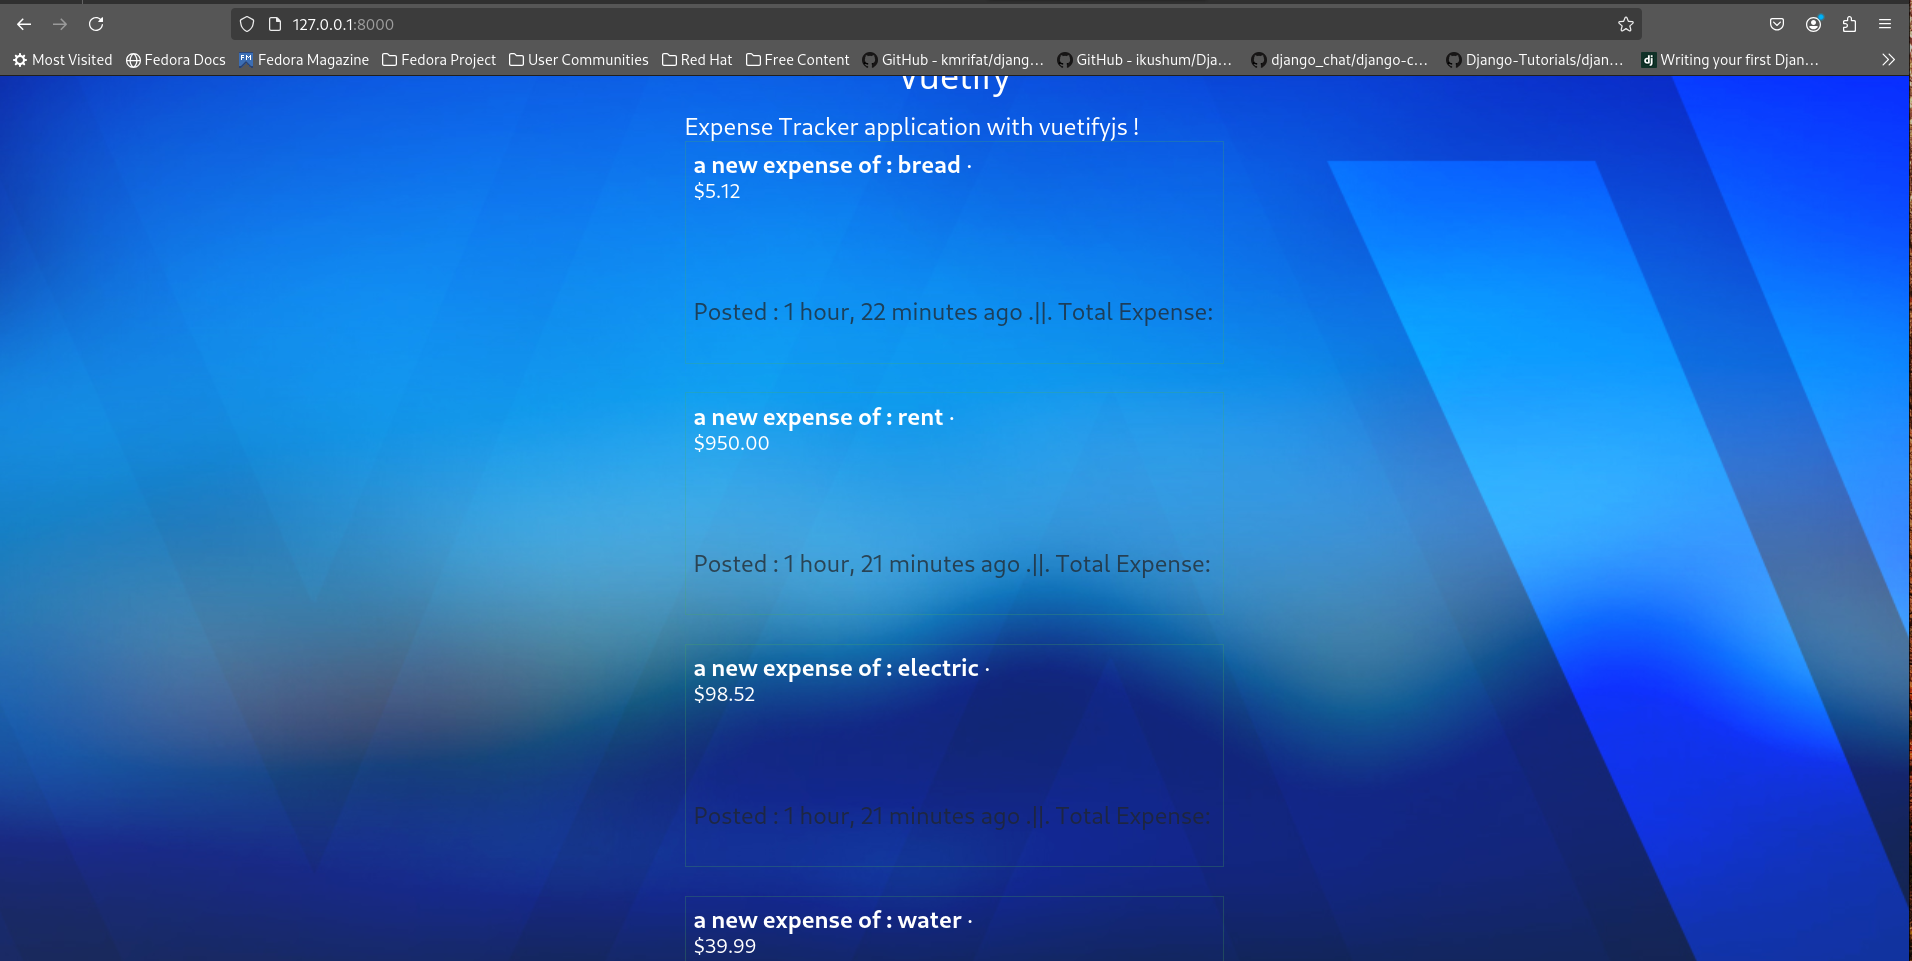 127.0.0.1:8000
Most Visited Fedora Docs Fedora Magazine Fedora Project User Communities Red Hat Free Content GitHub - kmrifat/djang... GitHub - ikushum/Dja... django_chat/django-c... Django-Tutorials/djan... Writing your first Djan...
Vuetify
Expense Tracker application with vuetifyjs !
a new expense of : bread ·
$5.12
Posted : 1 hour, 22 minutes ago .||. Total Expense:
a new expense of : rent ·
$950.00
Posted : 1 hour, 21 minutes ago .||. Total Expense:
a new expense of : electric ·
$98.52
Posted : 1 hour, 21 minutes ago .||. Total Expense:
a new expense of : water ·
$39.99